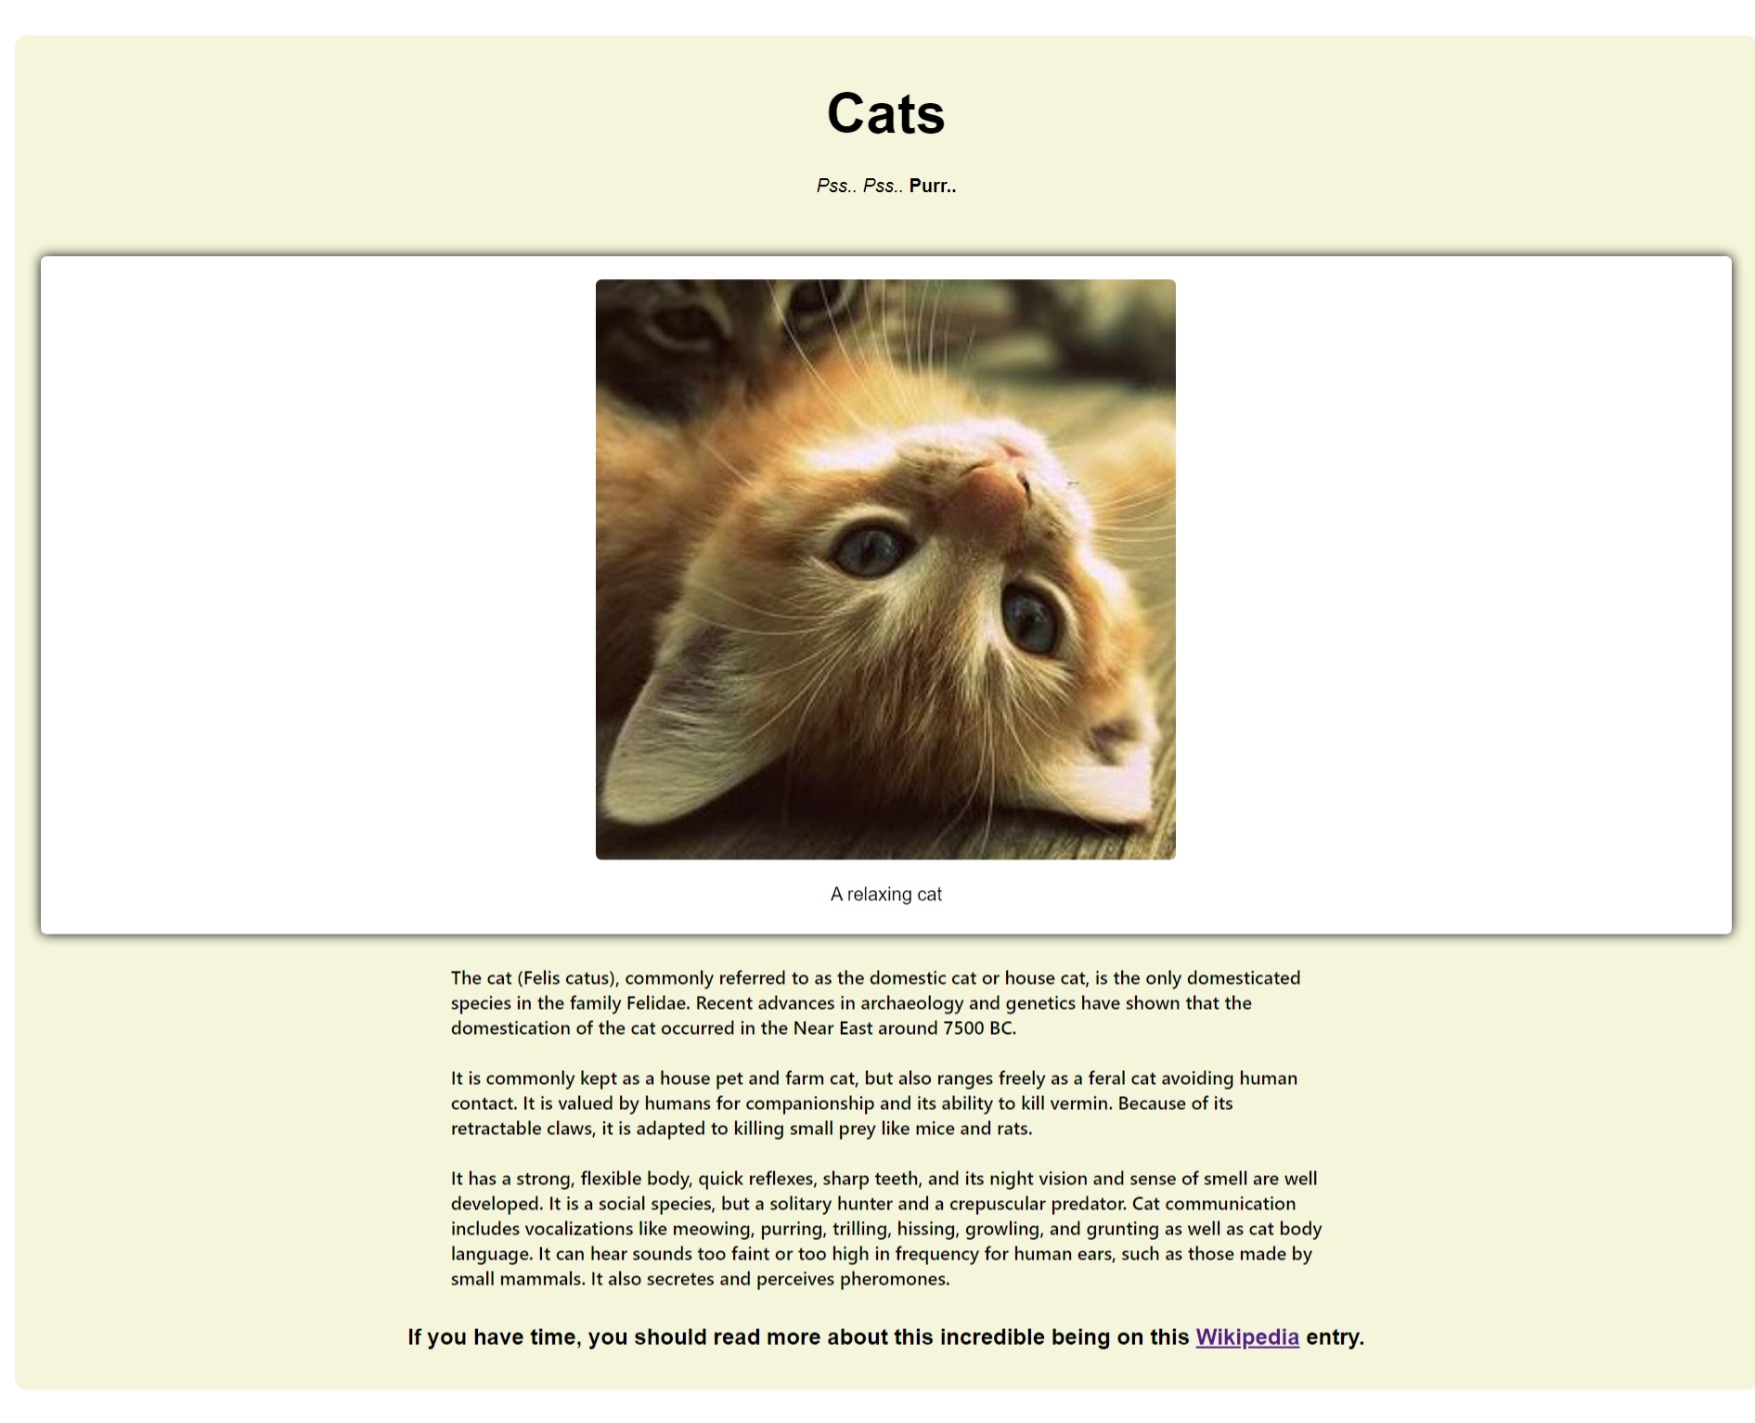 Cats
Pss.. Pss.. Purr..
A relaxing cat
The cat (Felis catus), commonly referred to as the domestic cat or house cat, is the only domesticated
species in the family Felidae. Recent advances in archaeology and genetics have shown that the
domestication of the cat occurred in the Near East around 7500 BC.
It is commonly kept as a house pet and farm cat, but also ranges freely as a feral cat avoiding human
contact. It is valued by humans for companionship and its ability to kill vermin. Because of its
retractable claws, it is adapted to killing small prey like mice and rats.
It has a strong, flexible body, quick reflexes, sharp teeth, and its night vision and sense of smell are well
developed. It is a social species, but a solitary hunter and a crepuscular predator. Cat communication
includes vocalizations like meowing, purring, trilling, hissing, growling, and grunting as well as cat body
language. It can hear sounds too faint or too high in frequency for human ears, such as those made by
small mammals. It also secretes and perceives pheromones.
If you have time, you should read more about this incredible being on this Wikipedia entry.